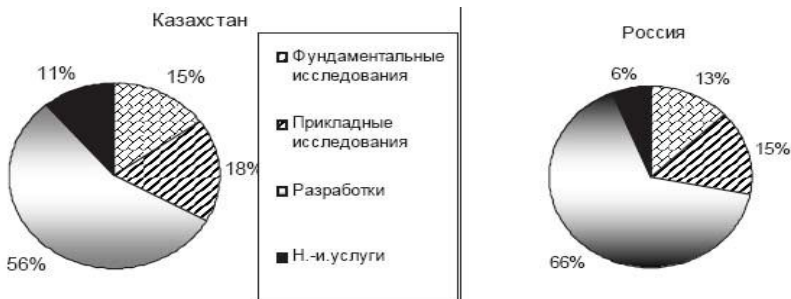 Казахстан
11%
15%
18%
56%
Фундаментальные
исследования
Прикладные
исследования
Разработки
Н.-и.услуги
Россия
6%
13%
15%
66%